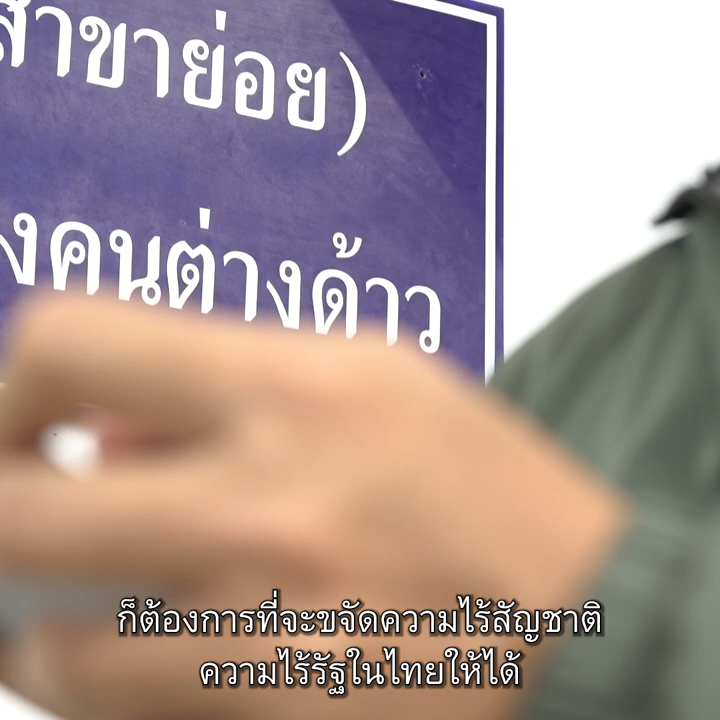 สาขาย่อย)
งคนต่างด้าว
ก็ต้องการที่จะขจัดความไร้สัญชาติ
ความไร้รัฐในไทยให้ได้